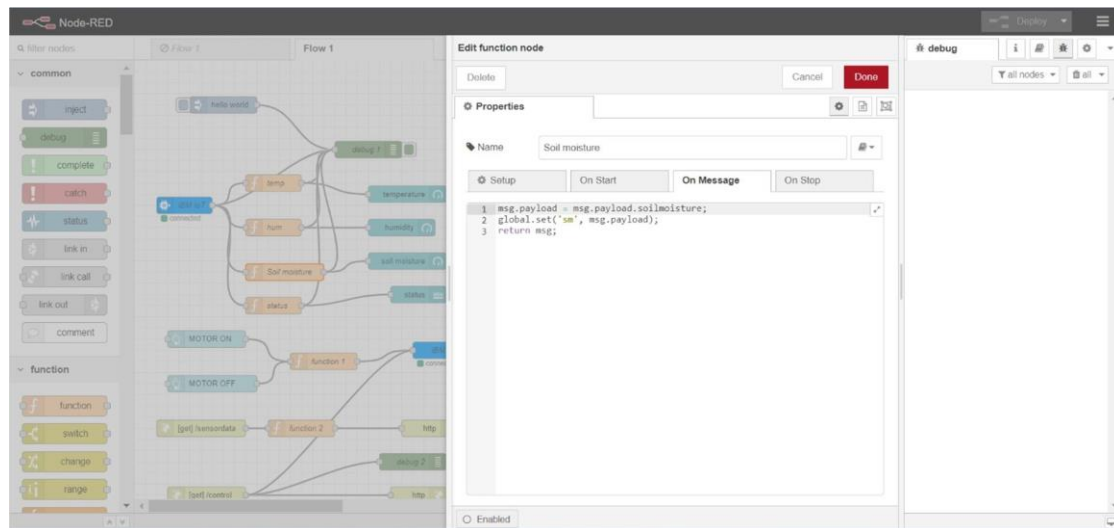 Node-RED
Deploy
filter nodes
common
inject
debug
complete
catch
status
link in
link call
link out
comment
function
function
switch
change
range
Flow 1
Flow 1
hello world
debug 1
temp
temperature
connected
hum
humidity
Soil moisture
soil moisture
status
status
MOTOR ON
function 1
MOTOR OFF
[get] /sensordata
function 2
http
debug 2
[get] /control
http
Edit function node
Delete
Cancel
Done
Properties
Name
Soil moisture
Setup
On Start
On Message
On Stop
1 msg.payload = msg.payload.soilmoisture;
2 global.set('sm', msg.payload);
3 return msg;
Enabled
debug
all nodes
all